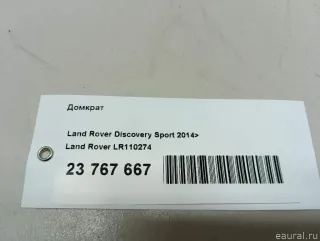 Домкрат
Land Rover Discovery Sport 2014>
Land Rover LR110274
23 767 667
eaural.ru